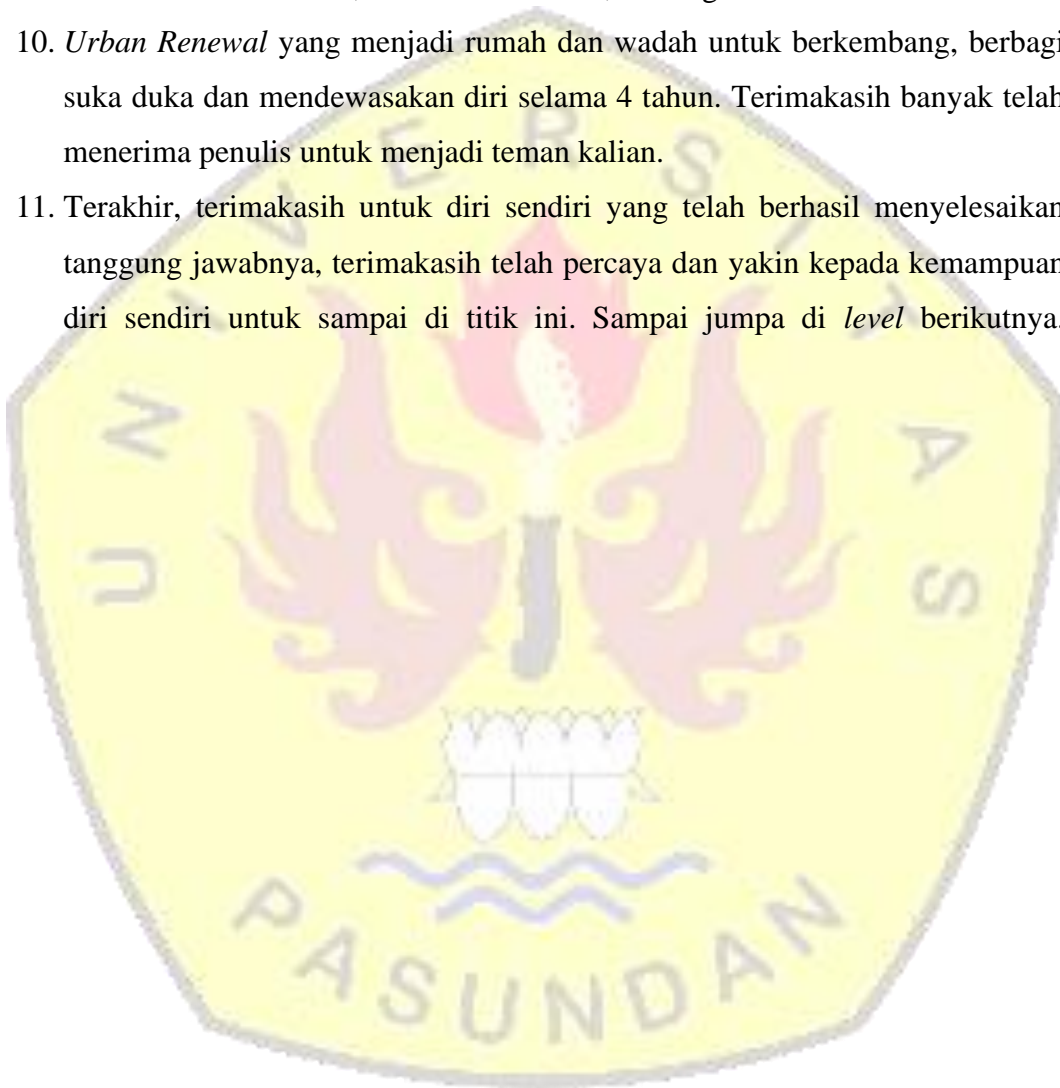 10. Urban Renewal yang menjadi rumah dan wadah untuk berkembang, berbagi
suka duka dan mendewasakan diri selama 4 tahun. Terimakasih banyak telah
menerima penulis untuk menjadi teman kalian.
11. Terakhir, terimakasih untuk diri sendiri yang telah berhasil menyelesaikan
tanggung jawabnya, terimakasih telah percaya dan yakin kepada kemampuan
diri sendiri untuk sampai di titik ini. Sampai jumpa di level berikutnya.
UNIVERSITAS
PASUNDAN